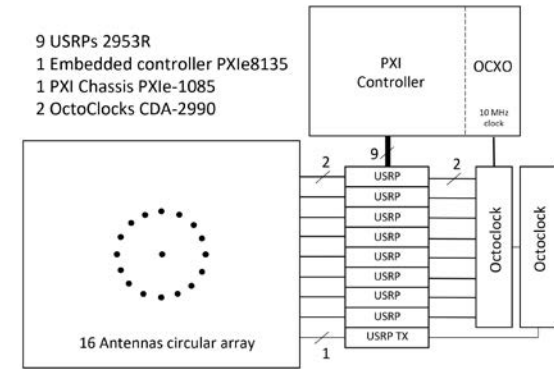 9 USRPs 2953R
1 Embedded controller PXIe8135
1 PXI Chassis PXIe-1085
2 OctoClocks CDA-2990
PXI
Controller
OCXO
10 MHz
clock
9
2
2
USRP
USRP
USRP
USRP
USRP
USRP
USRP
USRP
USRP TX
1
Octoclock
Octoclock
16 Antennas circular array